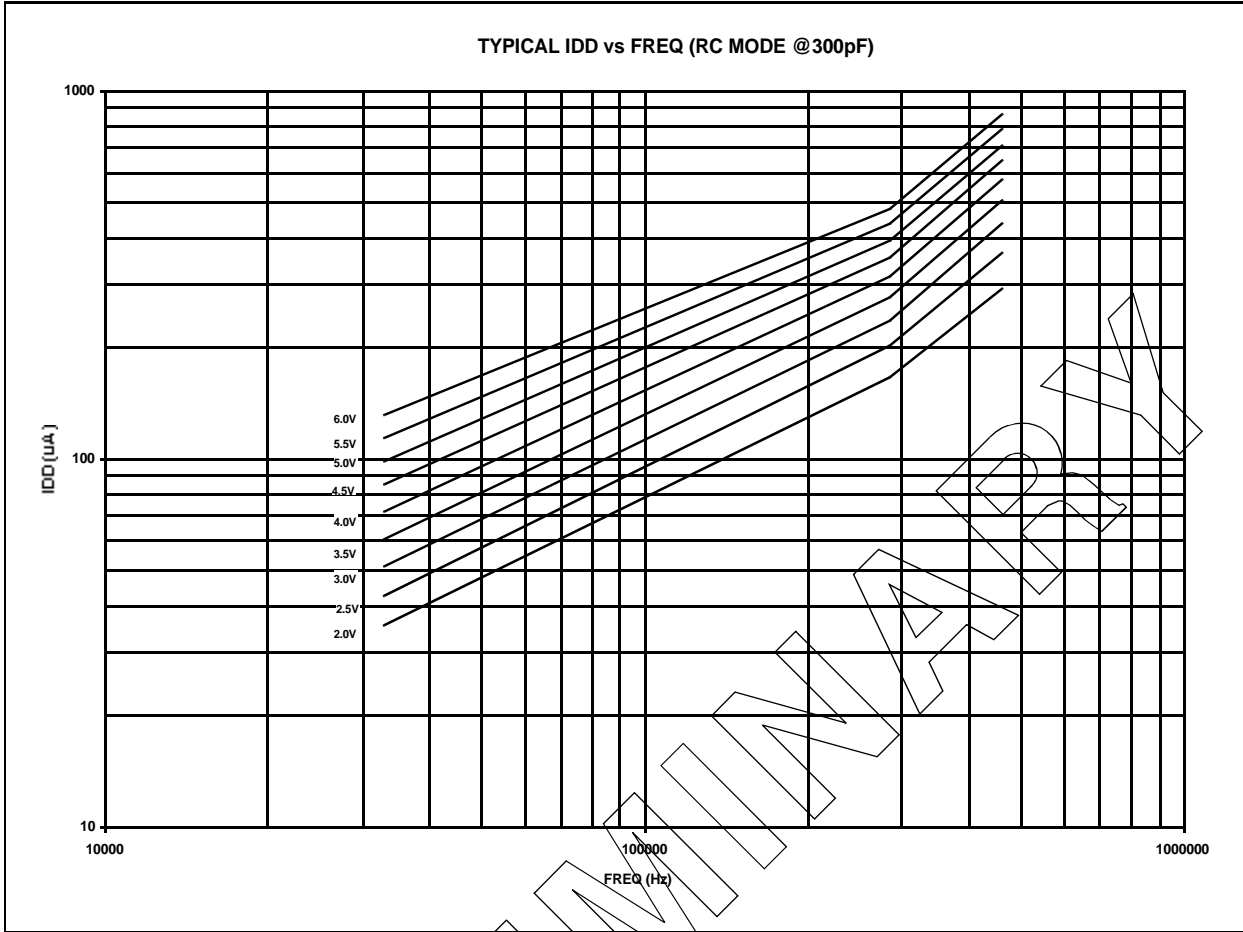 TYPICAL IDD vs FREQ (RC MODE @300pF)
1000
IDD(uA)
6.0V
5.5V
5.0V
100
4.5V
4.0V
3.5V
3.0V
2.5V
2.0V
10
10000
100000
1000000
FREQ (Hz)
MINARY